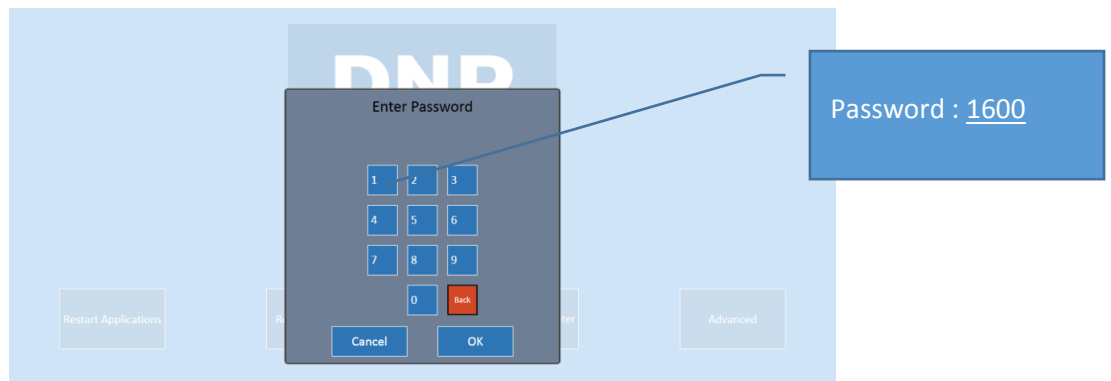 DNP
Enter Password
Password : 1600
1 2 3
4 5 6
7 8 9
0 Back
Restart Applications
Advanced
Cancel OK